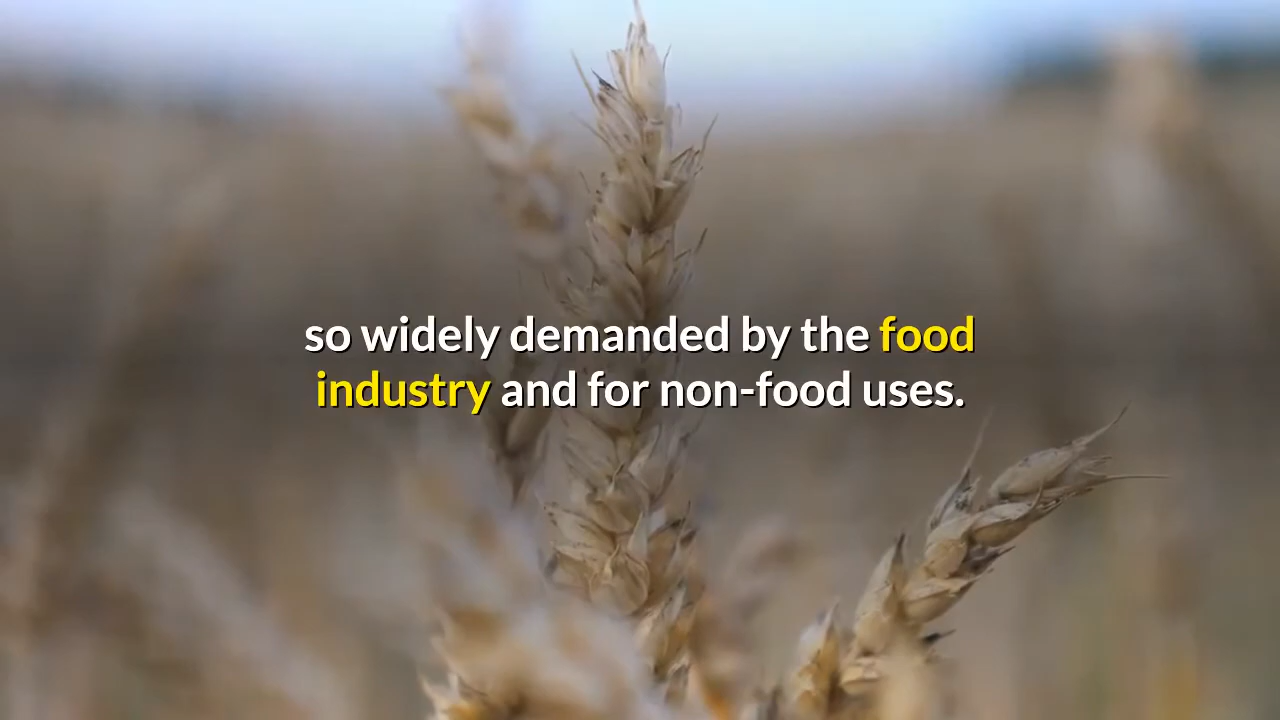 so widely demanded by the food
industry and for non-food uses.